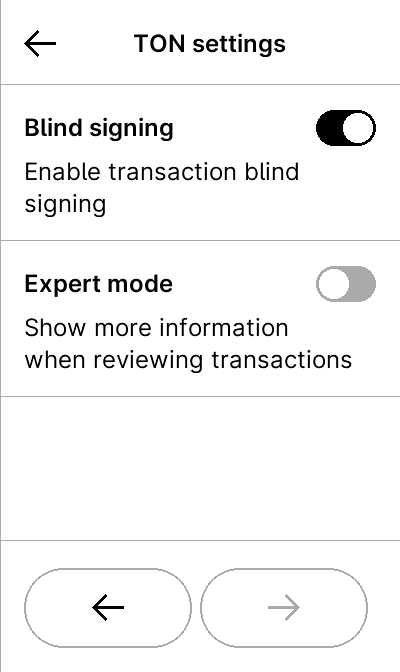 TON settings
Blind signing
Enable transaction blind
signing
Expert mode
Show more information
when reviewing transactions